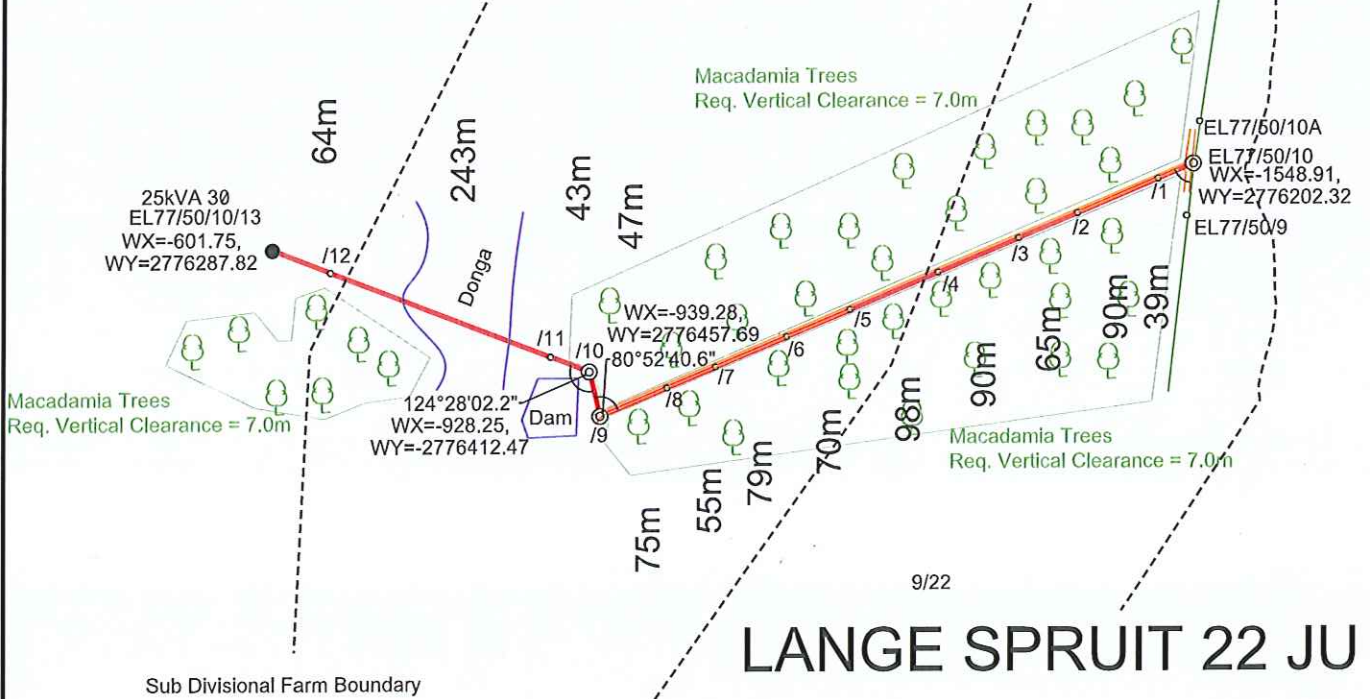 Macadamia Trees
Req. Vertical Clearance = 7.0m
64m
243m
43m
47m
EL77/50/10A
EL77/50/10
WX=-1548.91,
WY=2776202.32
EL77/50/9
25kVA 30
EL77/50/10/13
WX=-601.75,
WY=2776287.82
/12
Donga
/11
/10
WX=-939.28,
WY=2776457.69
80°52'40.6"
/1
/2
/3
/4
/5
/6
/7
/8
/9
39m
90m
65m
90m
98m
70m
79m
55m
75m
124°28'02.2"
WX=-928.25,
WY=-2776412.47
Dam
Macadamia Trees
Req. Vertical Clearance = 7.0m
Macadamia Trees
Req. Vertical Clearance = 7.0m
9/22
LANGE SPRUIT 22 JU
Sub Divisional Farm Boundary